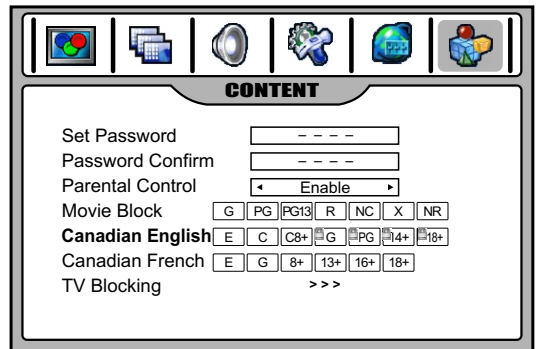 CONTENT
Set Password - - - -
Password Confirm - - - -
Parental Control ◂ Enable ▸
Movie Block G PG PG13 R NC X NR
Canadian English E C C8+ G PG 14+ 18+
Canadian French E G 8+ 13+ 16+ 18+
TV Blocking >>>